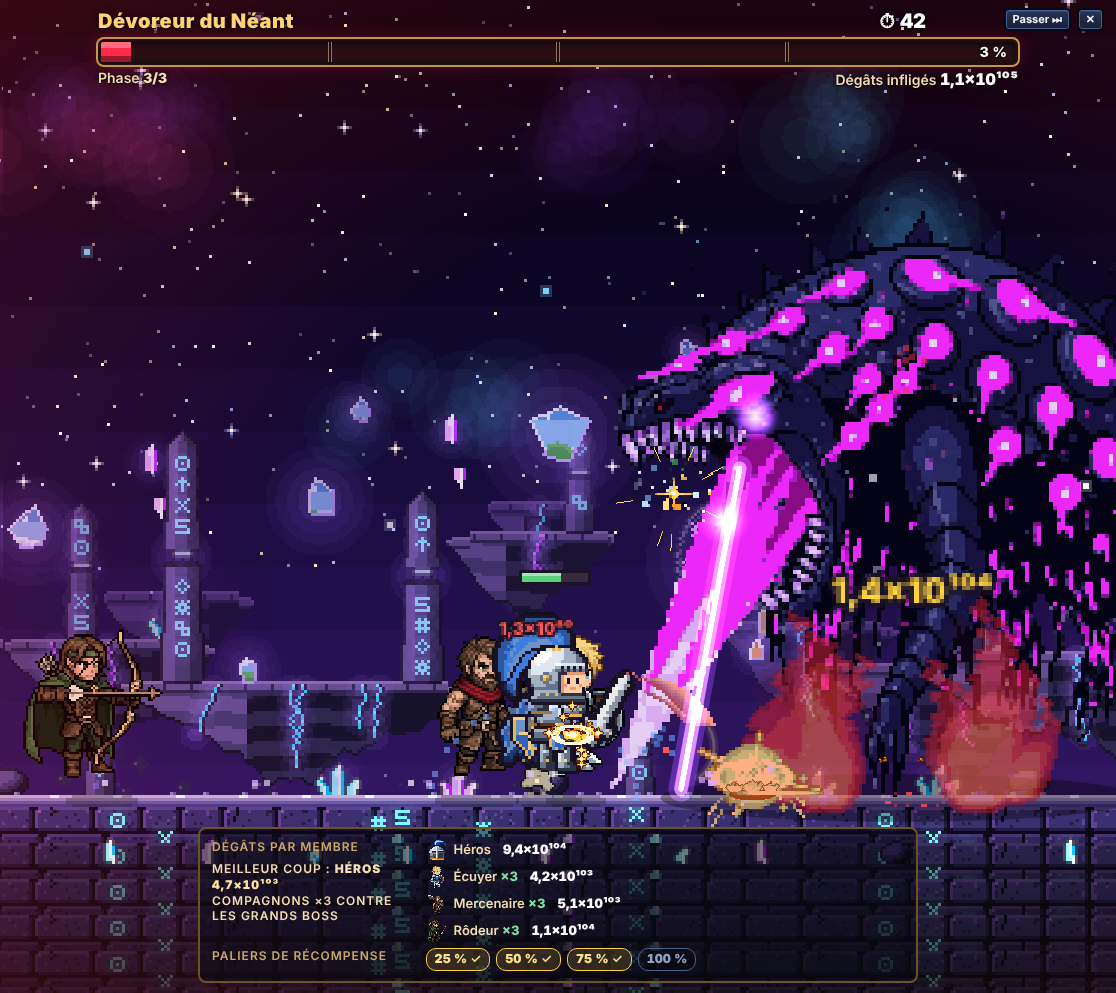 Dévoreur du Néant
⏱ 42
Passer ⏭
✕
3 %
Phase 3/3
Dégâts infligés 1,1×10¹⁰⁵
1,4×10¹⁰⁴
DÉGÂTS PAR MEMBRE
MEILLEUR COUP : HÉROS
4,7×10¹⁰³
COMPAGNONS ×3 CONTRE
LES GRANDS BOSS
Héros 9,4×10¹⁰⁴
Écuyer ×3 4,2×10¹⁰³
Mercenaire ×3 5,1×10¹⁰³
Rôdeur ×3 1,1×10¹⁰⁴
PALIERS DE RÉCOMPENSE
25 % ✓ 50 % ✓ 75 % ✓ 100 %